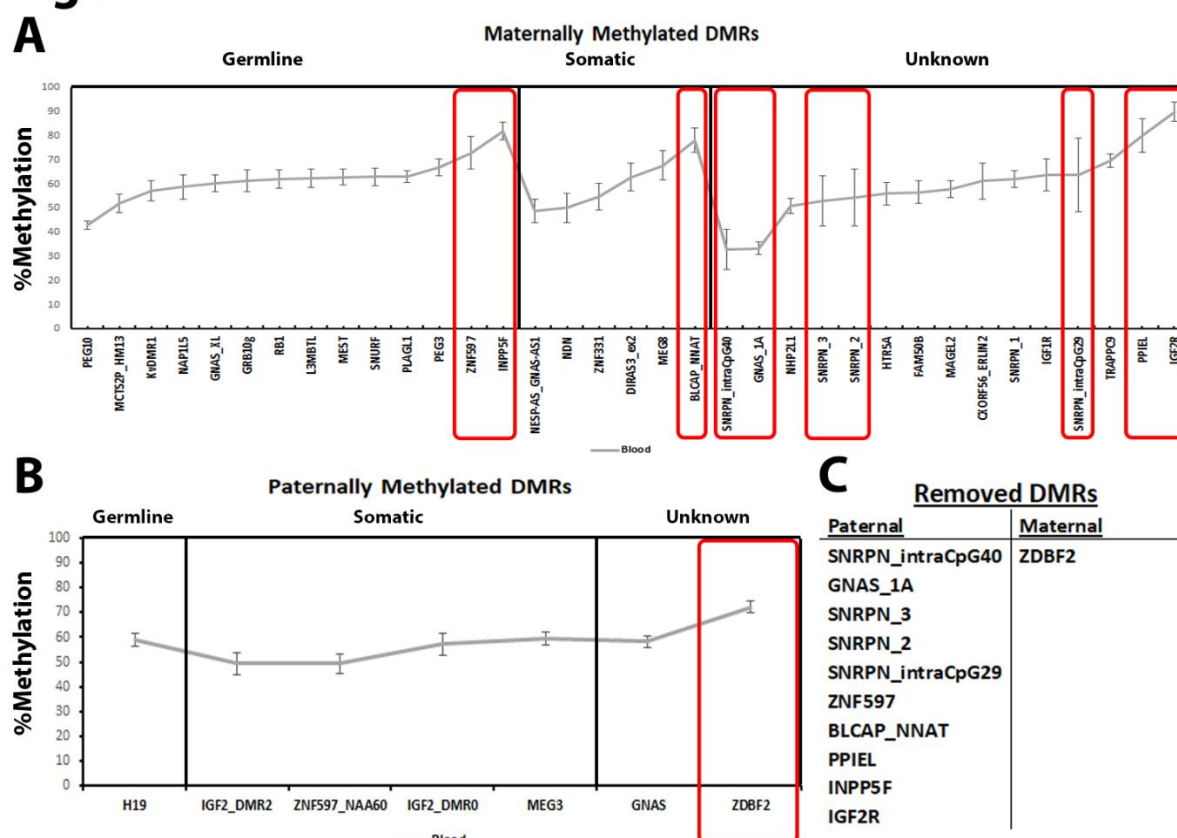 A
Maternally Methylated DMRs
Germline Somatic Unknown
%Methylation
100
90
80
70
60
50
40
30
20
10
0
PEG10
MCTS2P_HM13
KvDMR1
NAP1L5
GNAS_XL
GRB10g
RB1
L3MBTL
MEST
SNURF
PLAGL1
PEG3
ZNF597
INPP5F
NESP-AS_GNAS-AS1
NDN
ZNF331
DIRAS3_ex2
MEG8
BLCAP_NNAT
SNRPN_intraCpG40
GNAS_1A
NHP2L1
SNRPN_3
SNRPN_2
HTR5A
FAM50B
MAGEL2
CXORF56_ERLIN2
SNRPN_1
IGF1R
SNRPN_intraCpG29
TRAPPC9
PPIEL
IGF2R
Blood
B
Paternally Methylated DMRs
Germline Somatic Unknown
%Methylation
100
90
80
70
60
50
40
30
20
10
0
H19 IGF2_DMR2 ZNF597_NAA60 IGF2_DMR0 MEG3 GNAS ZDBF2
C
Removed DMRs
Paternal Maternal
SNRPN_intraCpG40 ZDBF2
GNAS_1A
SNRPN_3
SNRPN_2
SNRPN_intraCpG29
ZNF597
BLCAP_NNAT
PPIEL
INPP5F
IGF2R